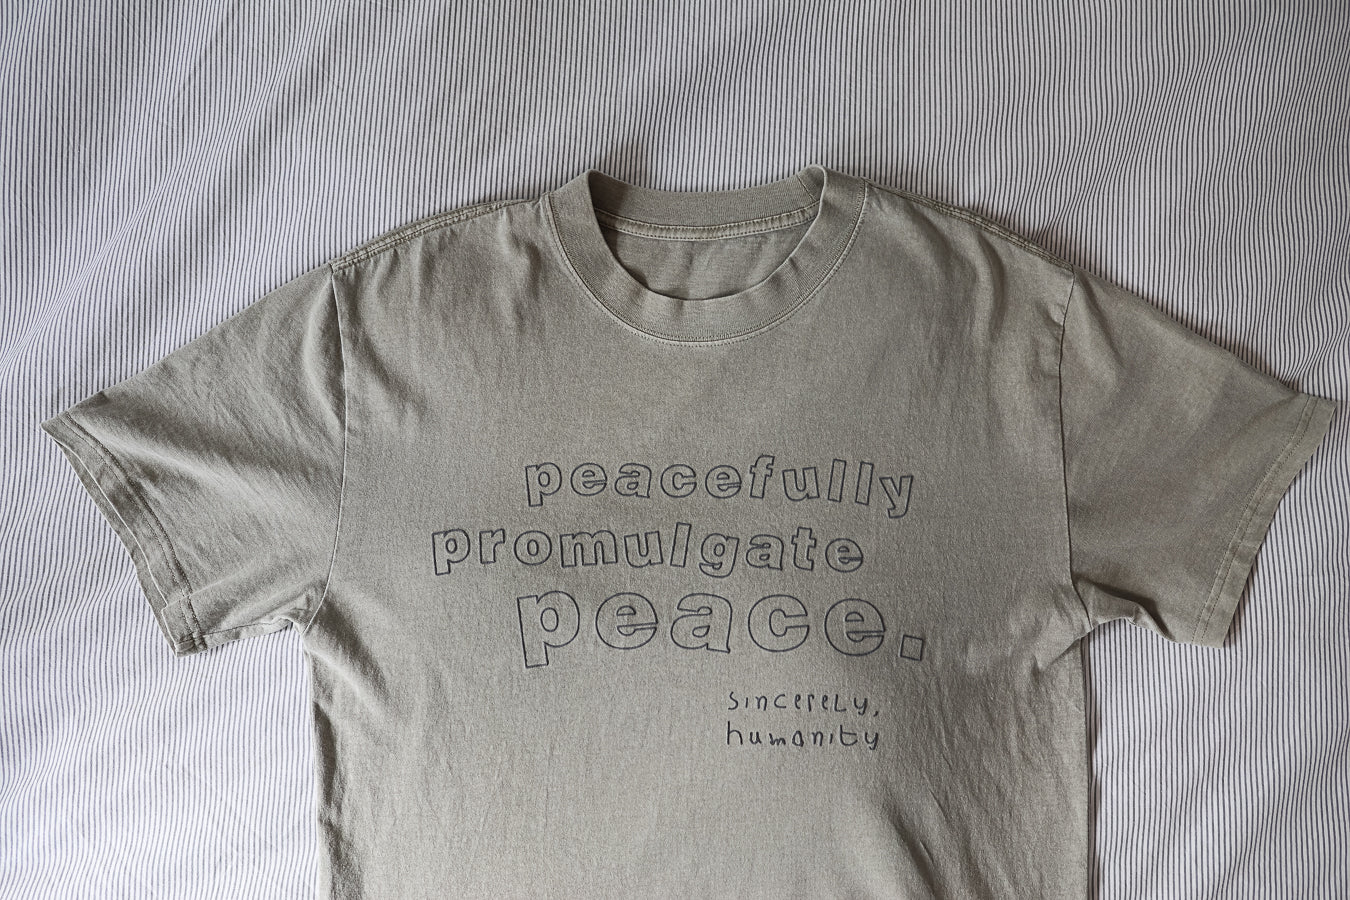 peacefully
promulgate
peace.
sincerely,
humanity